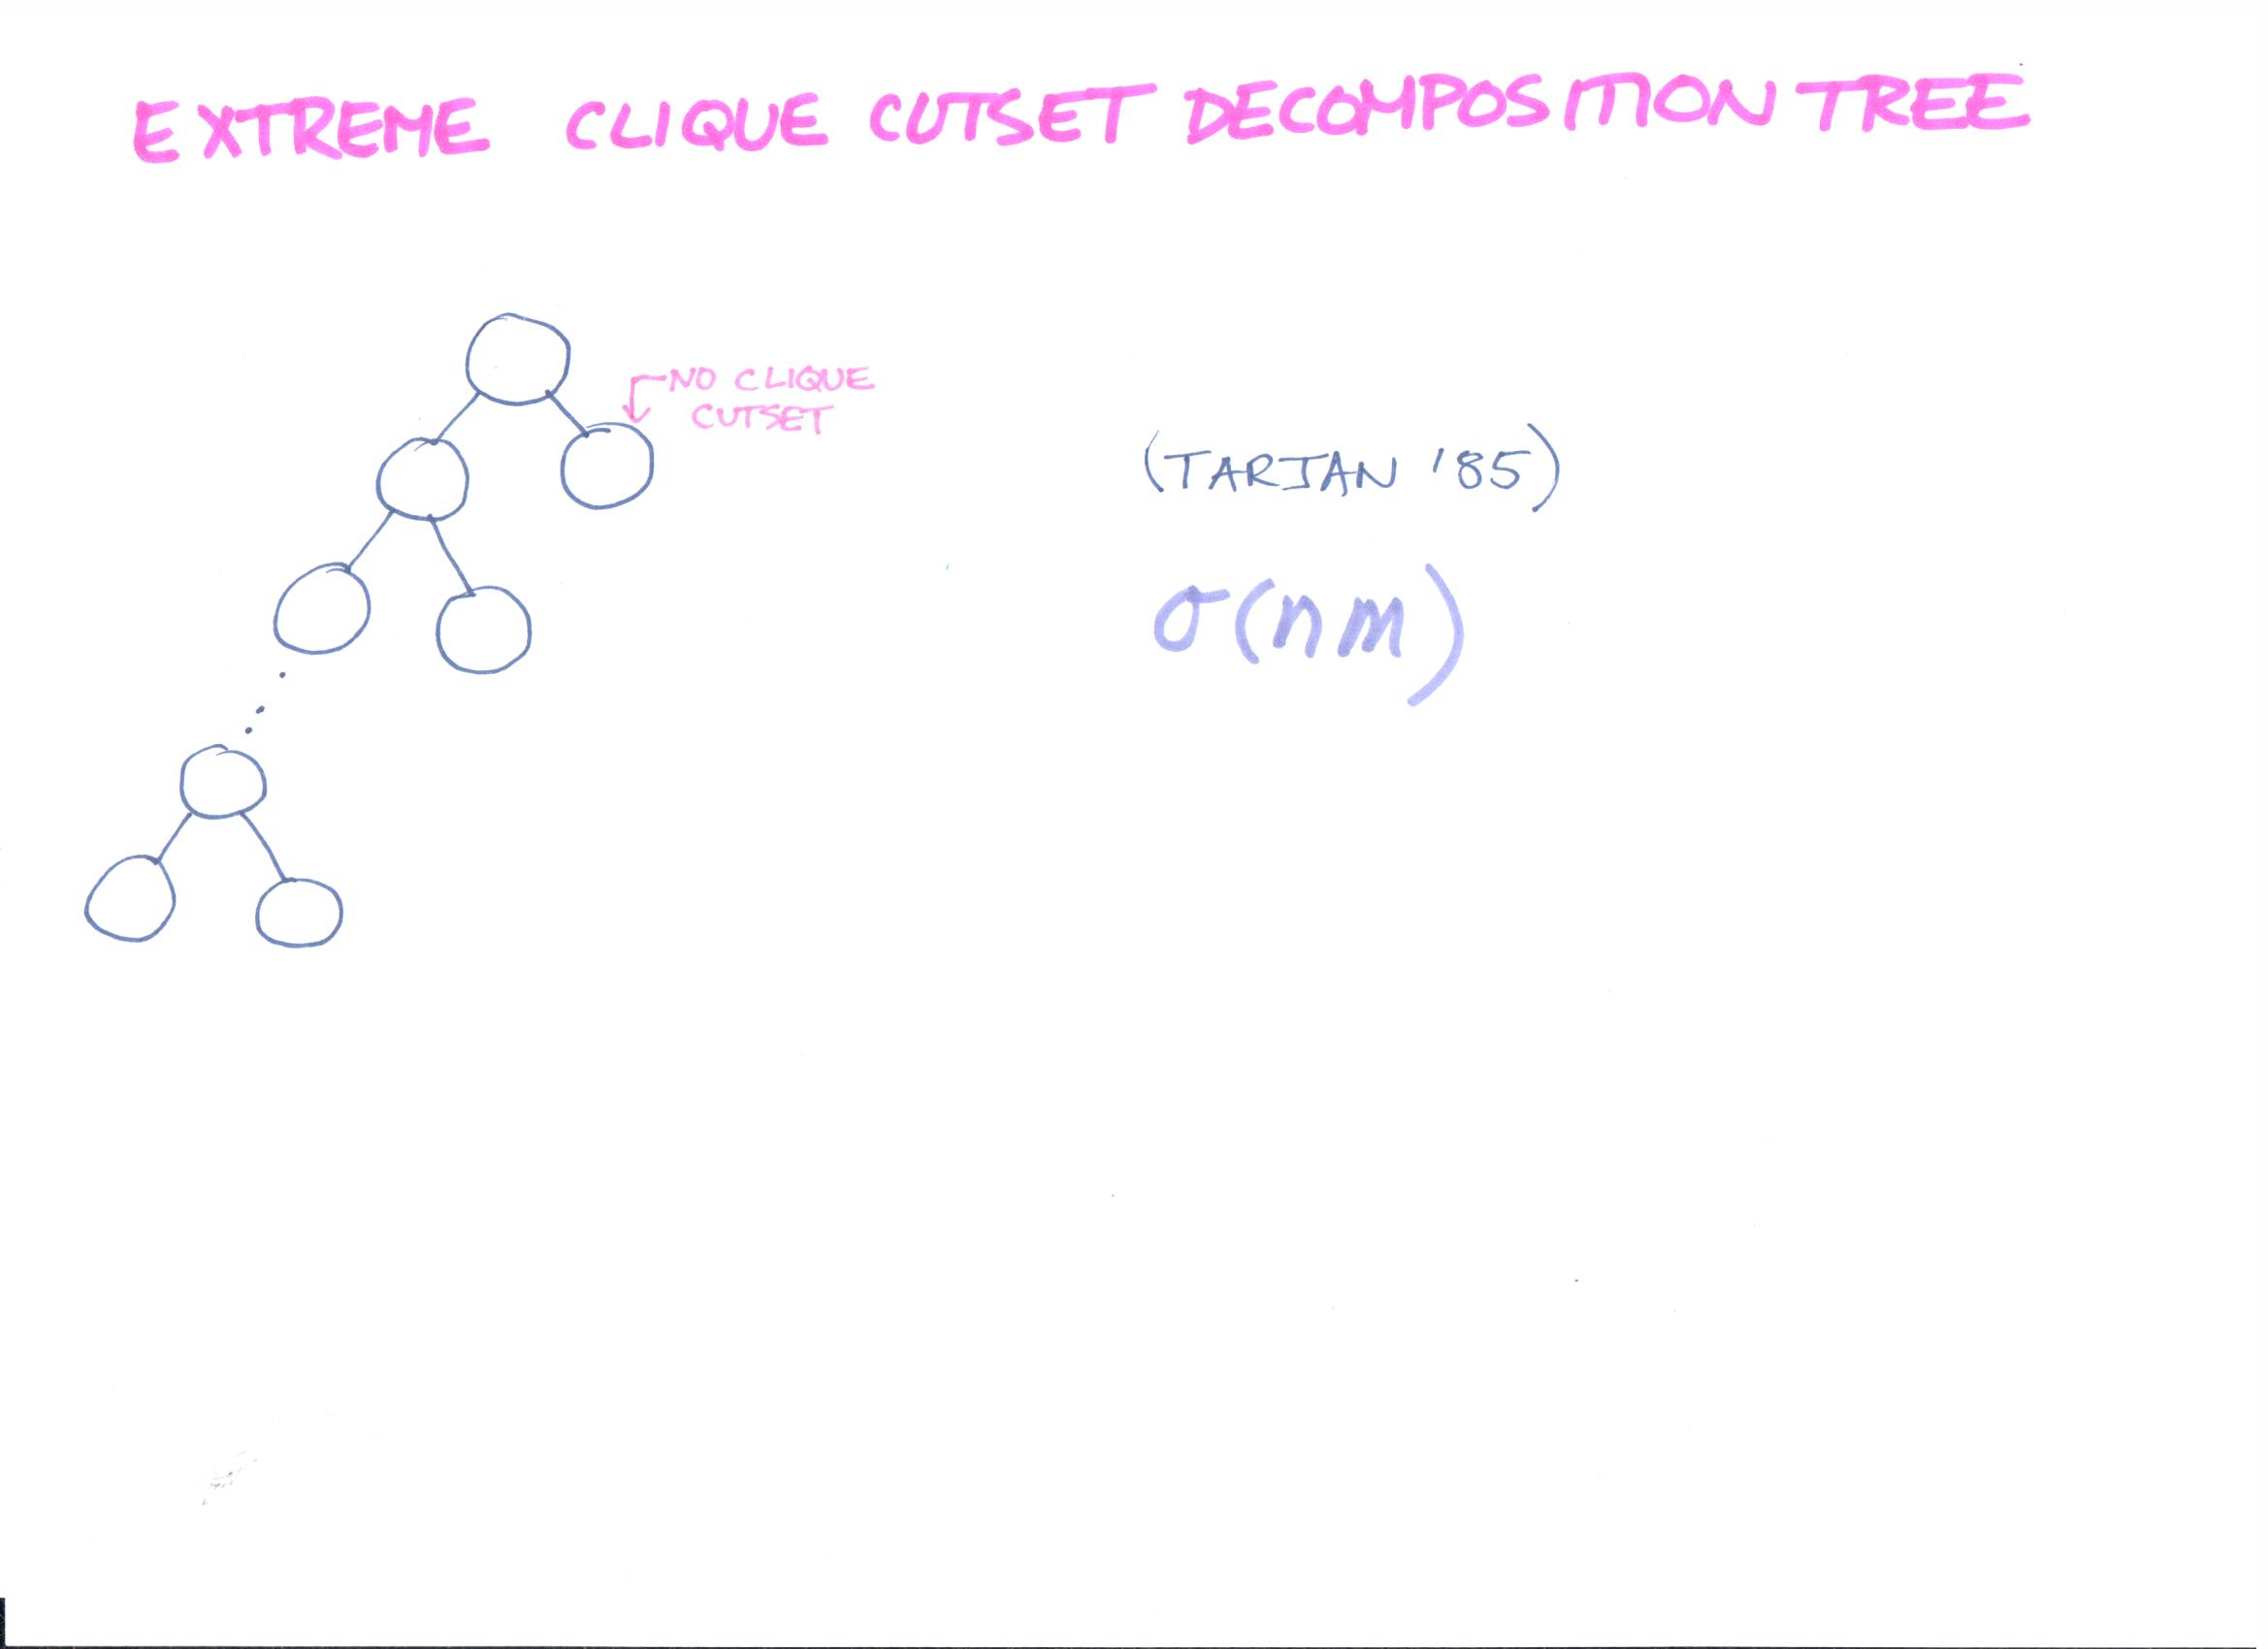 EXTREME CLIQUE CUTSET DECOMPOSITION TREE
NO CLIQUE
CUTSET
(TARJAN '85)
O(nm)